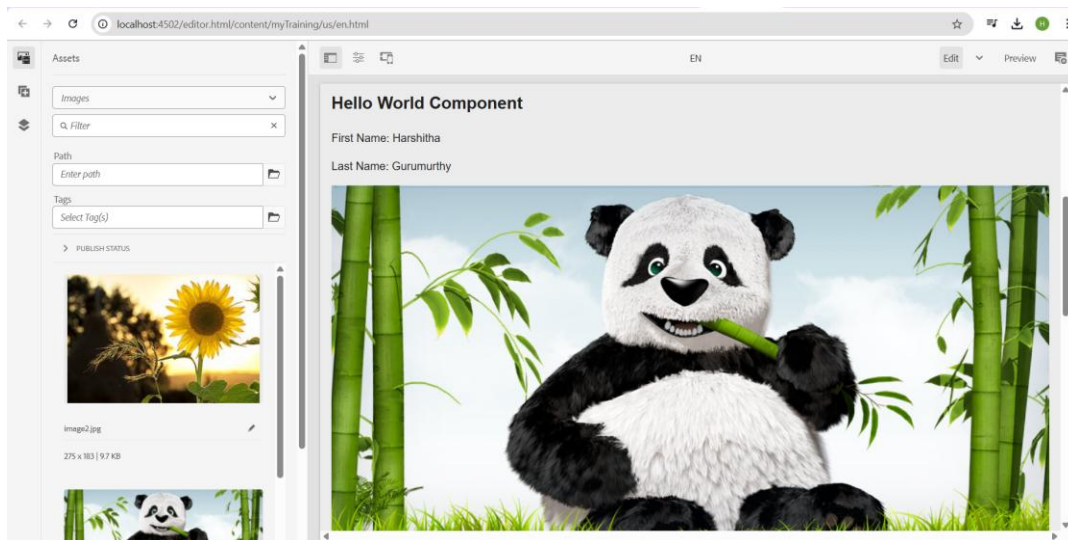 localhost:4502/editor.html/content/myTraining/us/en.html
H
Assets
EN
Edit
Preview
Images
Filter
Path
Enter path
Tags
Select Tag(s)
PUBLISH STATUS
image2.jpg
275 x 183 | 9.7 KB
Hello World Component
First Name: Harshitha
Last Name: Gurumurthy